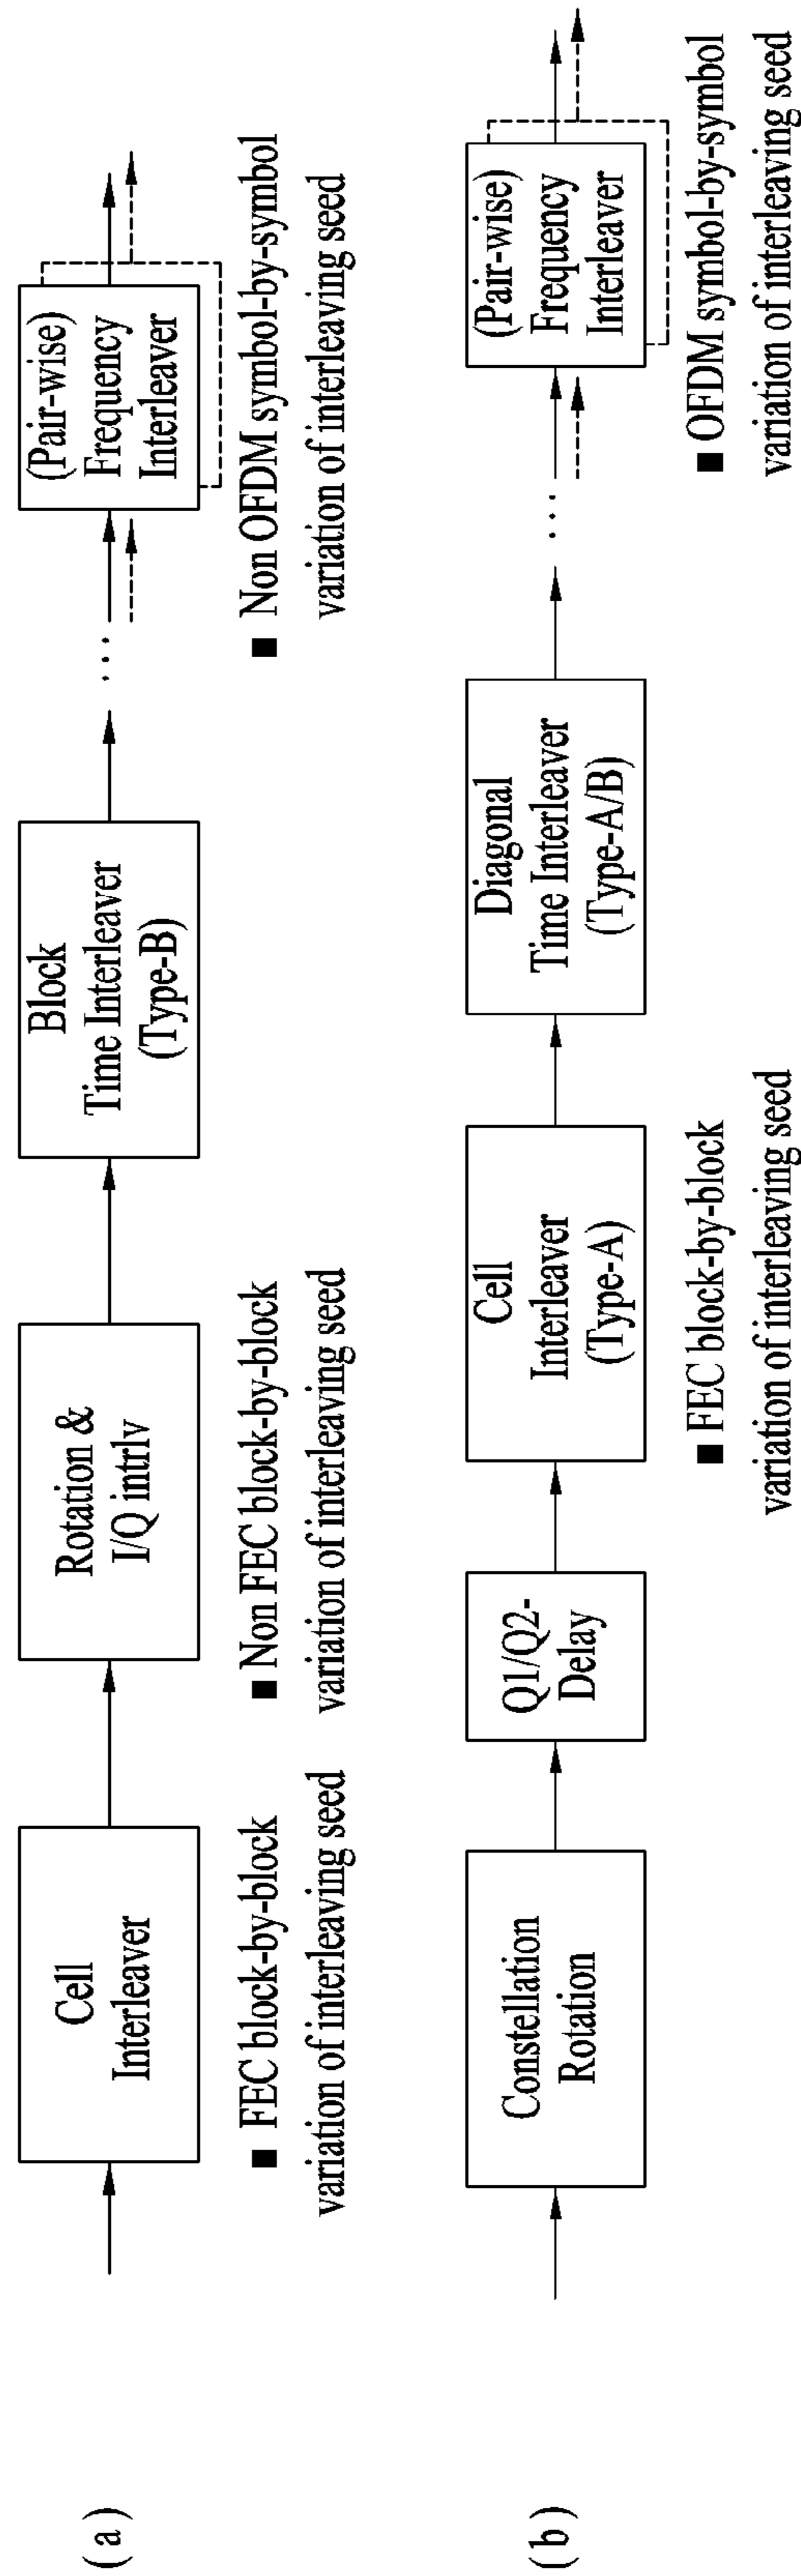 (a)
Cell
Interleaver
■ FEC block-by-block
variation of interleaving seed
Rotation &
I/Q intrlv
■ Non FEC block-by-block
variation of interleaving seed
Block
Time Interleaver
(Type-B)
...
(Pair-wise)
Frequency
Interleaver
■ Non OFDM symbol-by-symbol
variation of interleaving seed
(b)
Constellation
Rotation
Q1/Q2-
Delay
Cell
Interleaver
(Type-A)
■ FEC block-by-block
variation of interleaving seed
Diagonal
Time Interleaver
(Type-A/B)
...
(Pair-wise)
Frequency
Interleaver
■ OFDM symbol-by-symbol
variation of interleaving seed